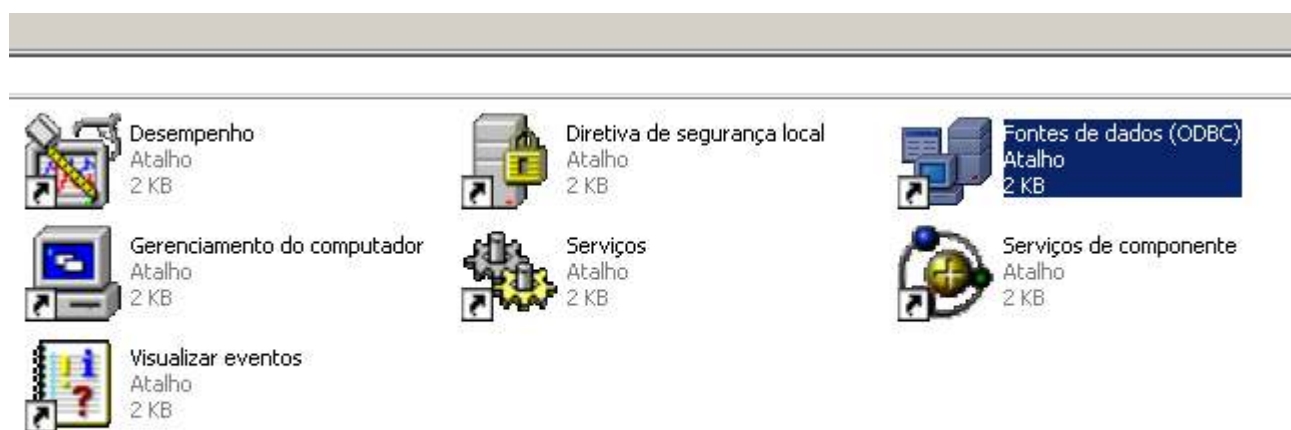 Desempenho
Atalho
2 KB
Diretiva de segurança local
Atalho
2 KB
Fontes de dados (ODBC)
Atalho
2 KB
Gerenciamento do computador
Atalho
2 KB
Serviços
Atalho
2 KB
Serviços de componente
Atalho
2 KB
Visualizar eventos
Atalho
2 KB